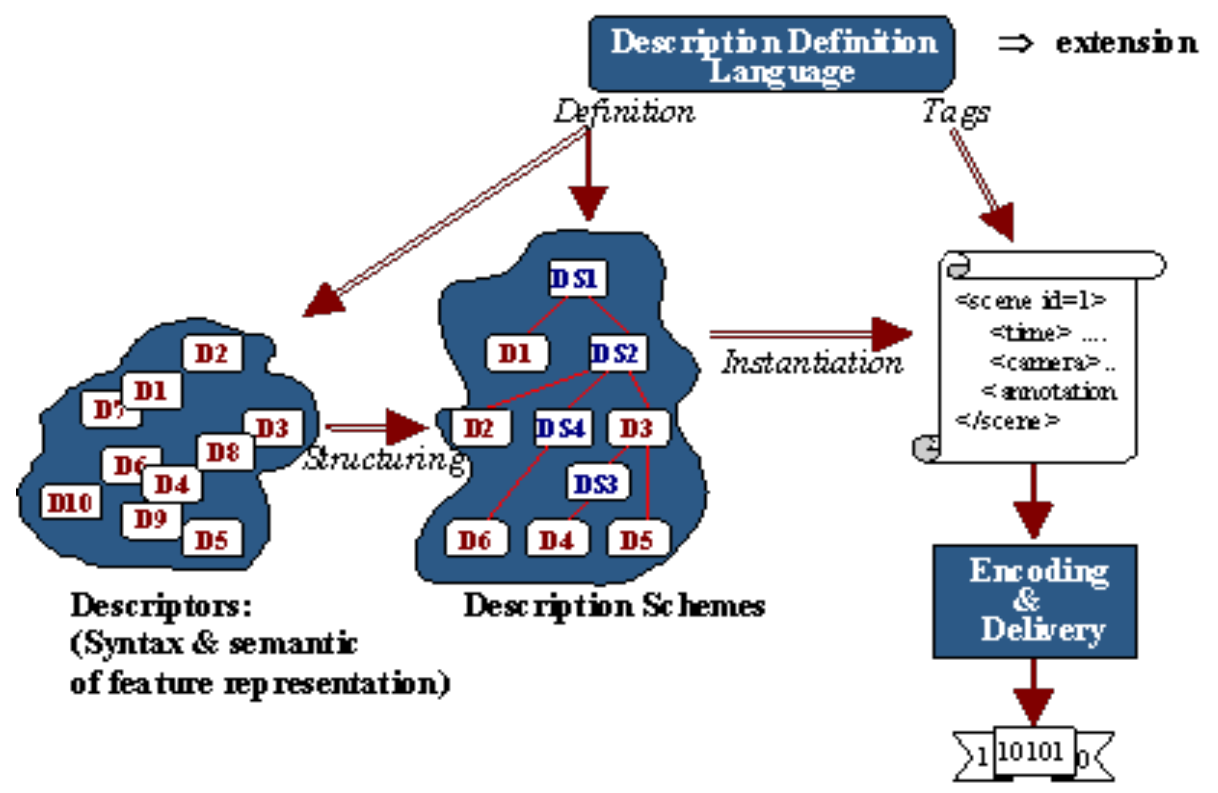 Description Definition
Language
⇒ extension
Definition
Tags
DS1
D1
DS2
D2
DS4
D3
DS3
D6
D4
D5
D2
D1
D7
D3
D8
D6
D4
D10
D9
D5
Structuring
Instantiation
<scene id=1>
<time> ....
<camera>..
<annotation
</scene>
Descriptors:
(Syntax & semantic
of feature representation)
Description Schemes
Encoding
&
Delivery
1 10101 0